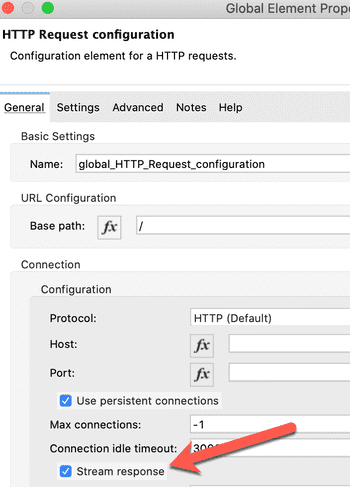 Global Element Prope
HTTP Request configuration
Configuration element for a HTTP requests.
General Settings Advanced Notes Help
Basic Settings
Name: global_HTTP_Request_configuration
URL Configuration
Base path: fx /
Connection
Configuration
Protocol: HTTP (Default)
Host: fx
Port: fx
Use persistent connections
Max connections: -1
Connection idle timeout:
Stream response